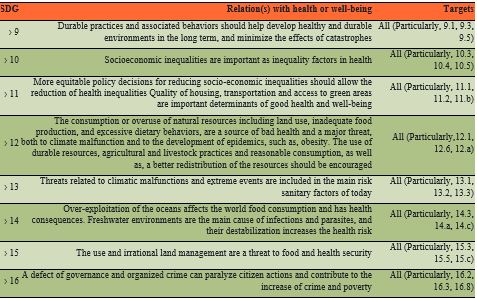 SDG Relation(s) with health or well-being Targets
› 9 Durable practices and associated behaviors should help develop healthy and durable All (Particularly, 9.1, 9.3,
environments in the long term, and minimize the effects of catastrophes 9.5)
› 10 Socioeconomic inequalities are important as inequality factors in health All (Particularly, 10.3,
10.4, 10.5)
› 11 More equitable policy decisions for reducing socio-economic inequalities should allow the
reduction of health inequalities Quality of housing, transportation and access to green areas All (Particularly, 11.1,
are important determinants of good health and well-being 11.2, 11.b)
The consumption or overuse of natural resources including land use, inadequate food
production, and excessive dietary behaviors, are a source of bad health and a major threat,
› 12 both to climate malfunction and to the development of epidemics, such as, obesity. The use of All (Particularly,12.1,
durable resources, agricultural and livestock practices and reasonable consumption, as well 12.6, 12.a)
as, a better redistribution of the resources should be encouraged
› 13 Threats related to climatic malfunctions and extreme events are included in the main risk All (Particularly, 13.1,
sanitary factors of today 13.2, 13.3)
Over-exploitation of the oceans affects the world food consumption and has health
› 14 consequences. Freshwater environments are the main cause of infections and parasites, and All (Particularly, 14.3,
their destabilization increases the health risk 14.a, 14.c)
› 15 The use and irrational land management are a threat to food and health security All (Particularly, 15.3,
15.5, 15.c)
› 16 A defect of governance and organized crime can paralyze citizen actions and contribute to the All (Particularly, 16.2,
increase of crime and poverty 16.3, 16.8)